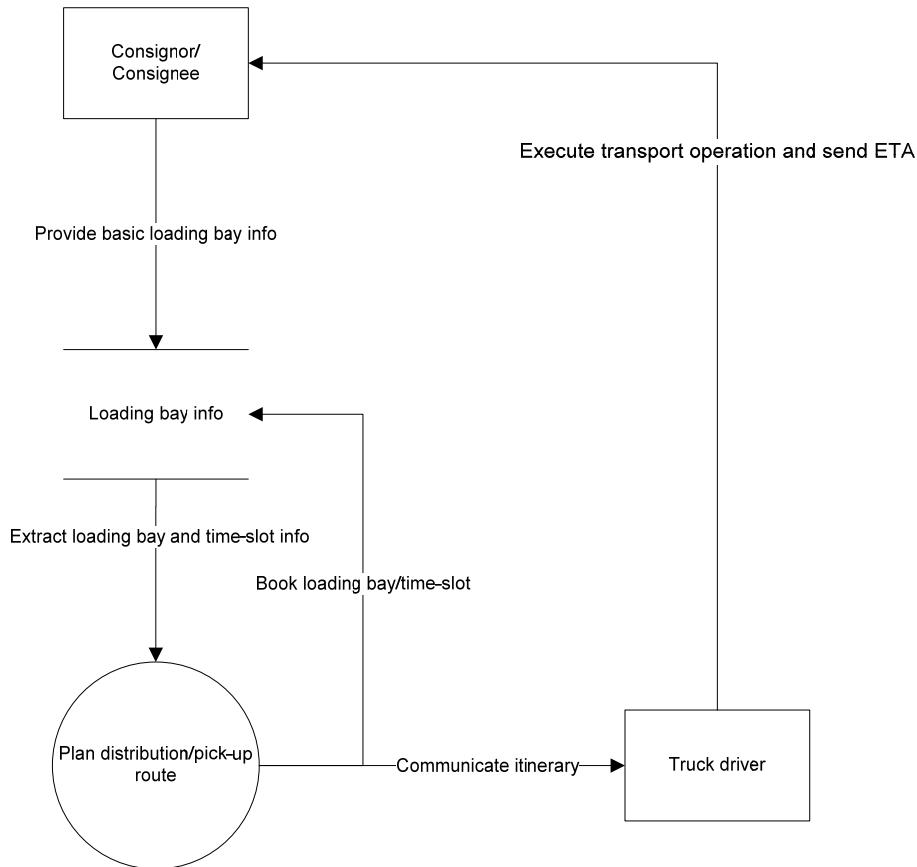 Consignor/
Consignee
Execute transport operation and send ETA
Provide basic loading bay info
Loading bay info
Extract loading bay and time-slot info
Book loading bay/time-slot
Plan distribution/pick-up
route
Communicate itinerary
Truck driver